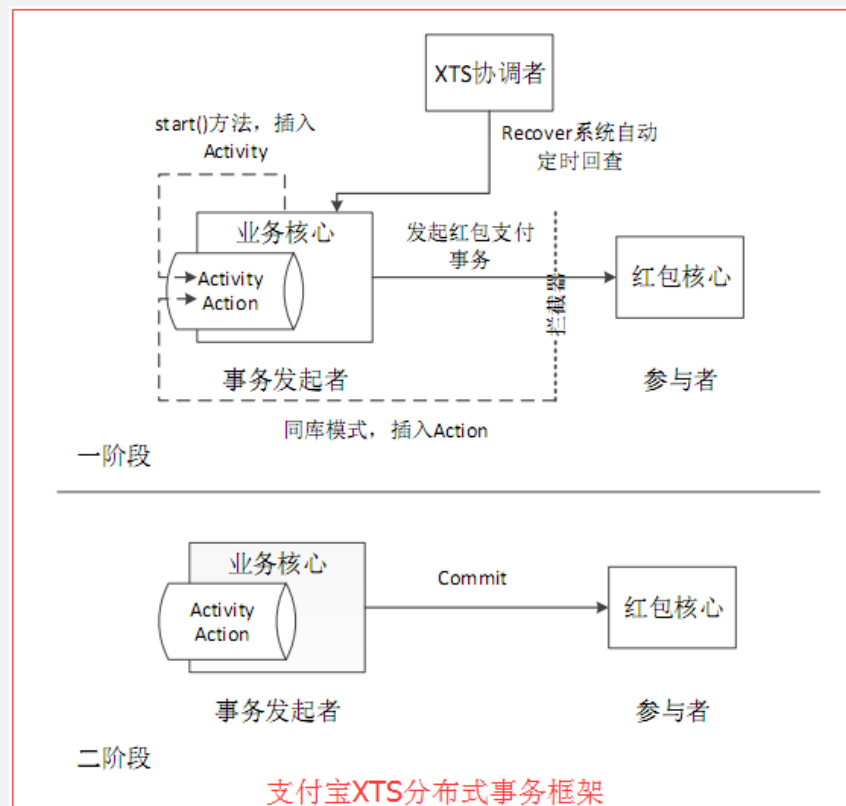 XTS协调者
start()方法，插入
Activity
Recover系统自动
定时回查
业务核心
Activity
Action
发起红包支付
事务
拦截器
红包核心
事务发起者
参与者
同库模式，插入Action
一阶段
业务核心
Activity
Action
Commit
红包核心
事务发起者
参与者
二阶段
支付宝XTS分布式事务框架